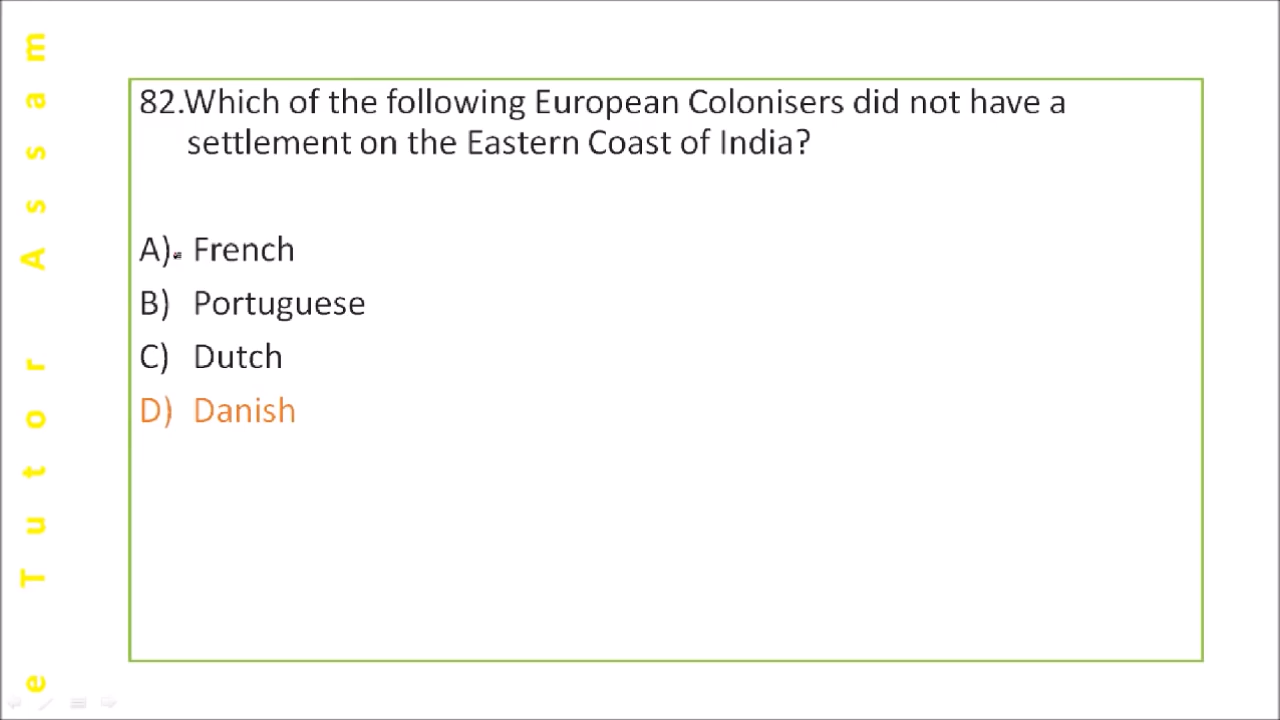 82.Which of the following European Colonisers did not have a
settlement on the Eastern Coast of India?
A) French
B) Portuguese
C) Dutch
D) Danish
e Tutor Assam